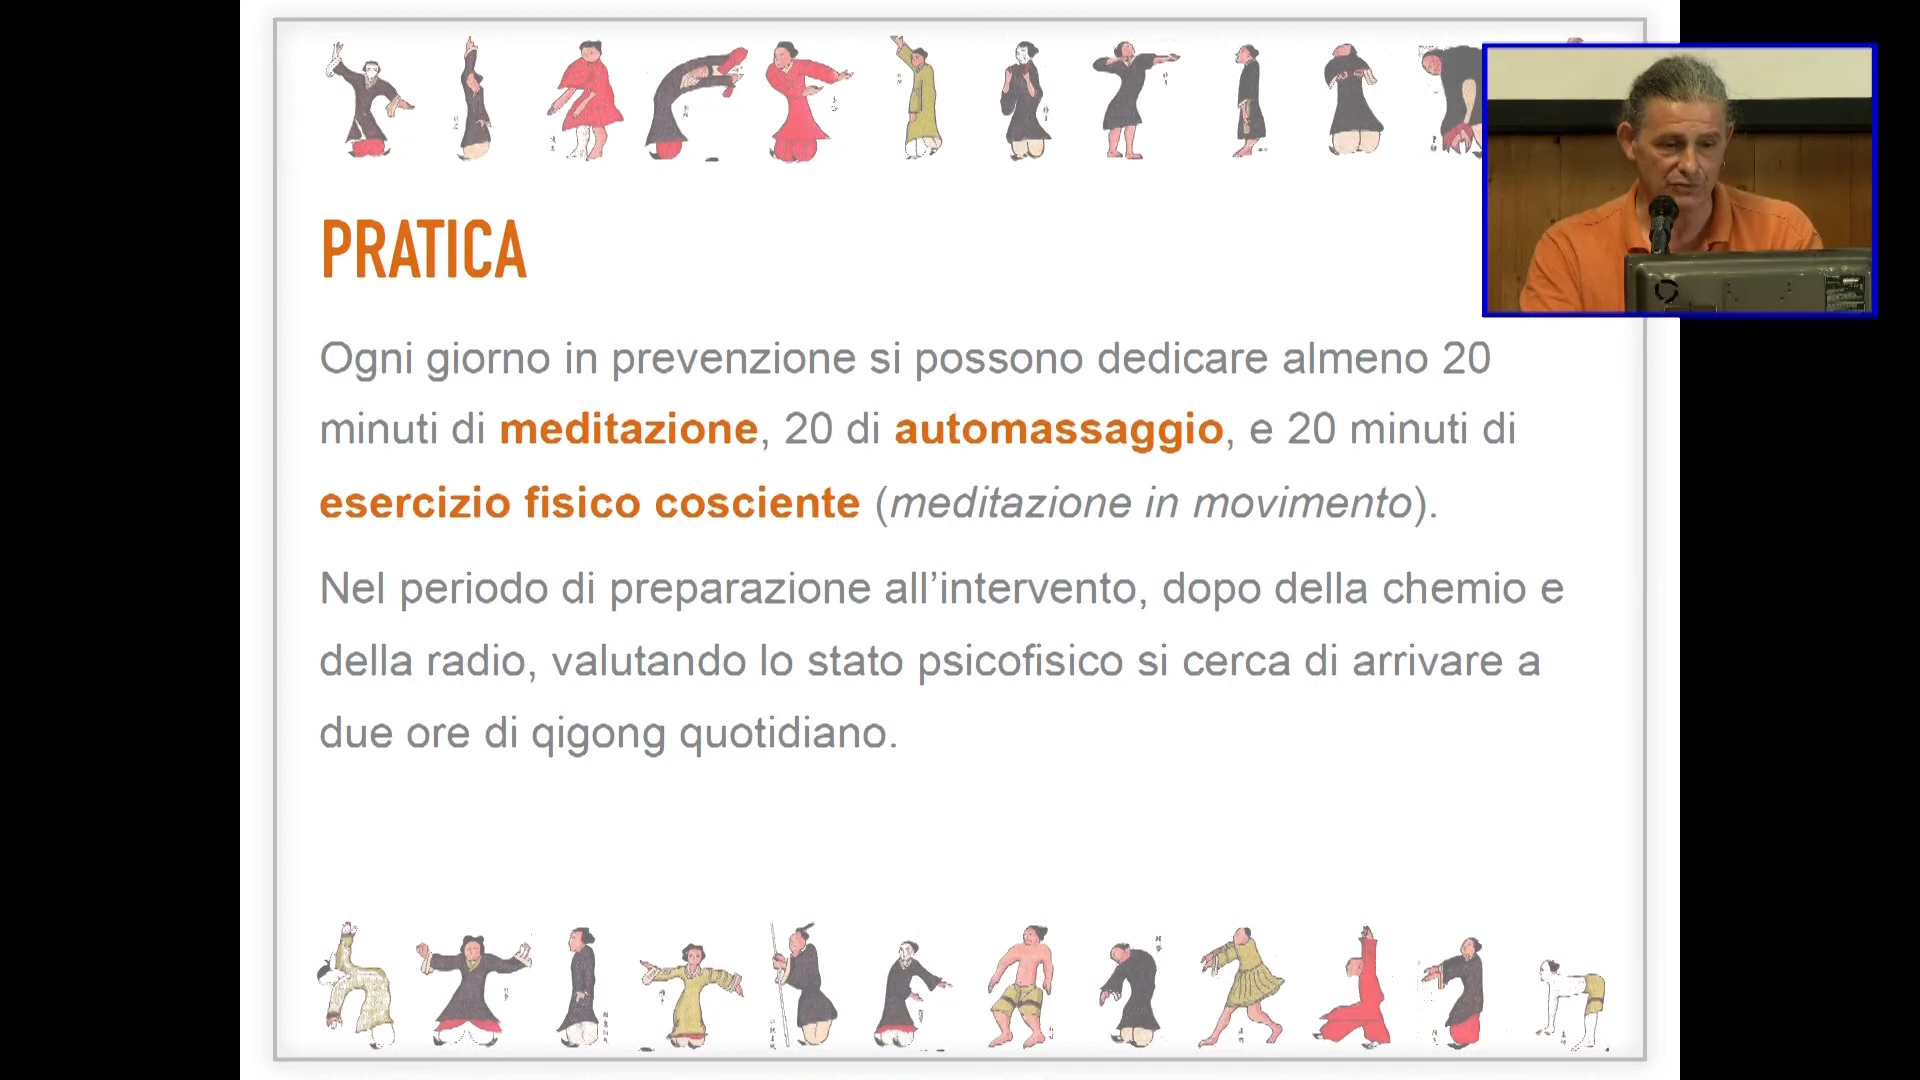 PRATICA
Ogni giorno in prevenzione si possono dedicare almeno 20
minuti di meditazione, 20 di automassaggio, e 20 minuti di
esercizio fisico cosciente (meditazione in movimento).
Nel periodo di preparazione all’intervento, dopo della chemio e
della radio, valutando lo stato psicofisico si cerca di arrivare a
due ore di qigong quotidiano.